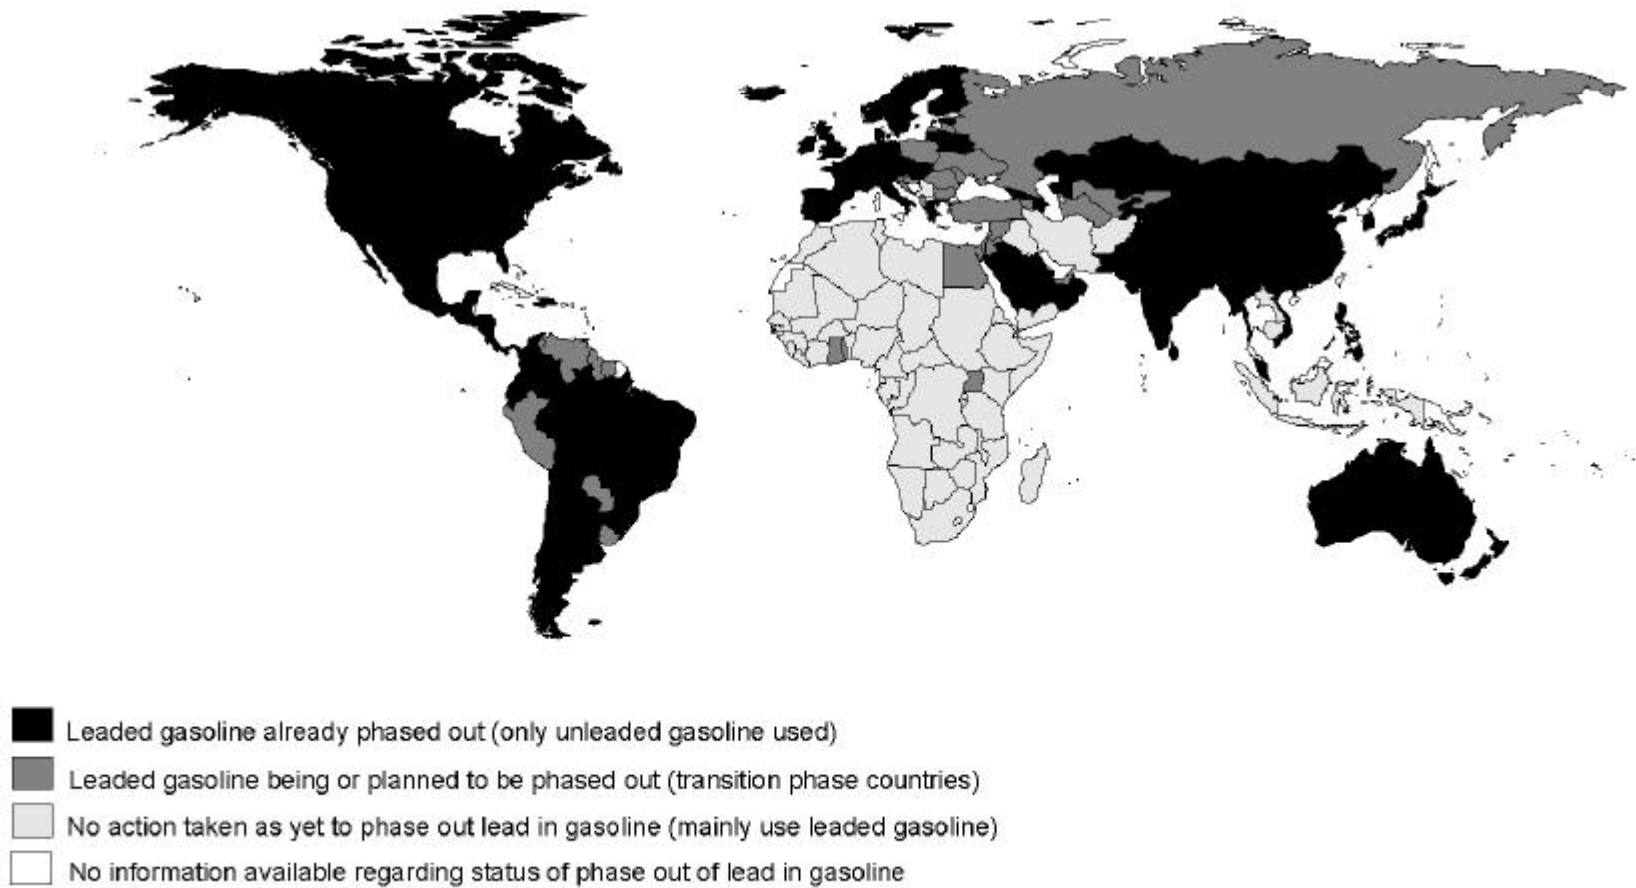 Leaded gasoline already phased out (only unleaded gasoline used)
Leaded gasoline being or planned to be phased out (transition phase countries)
No action taken as yet to phase out lead in gasoline (mainly use leaded gasoline)
No information available regarding status of phase out of lead in gasoline